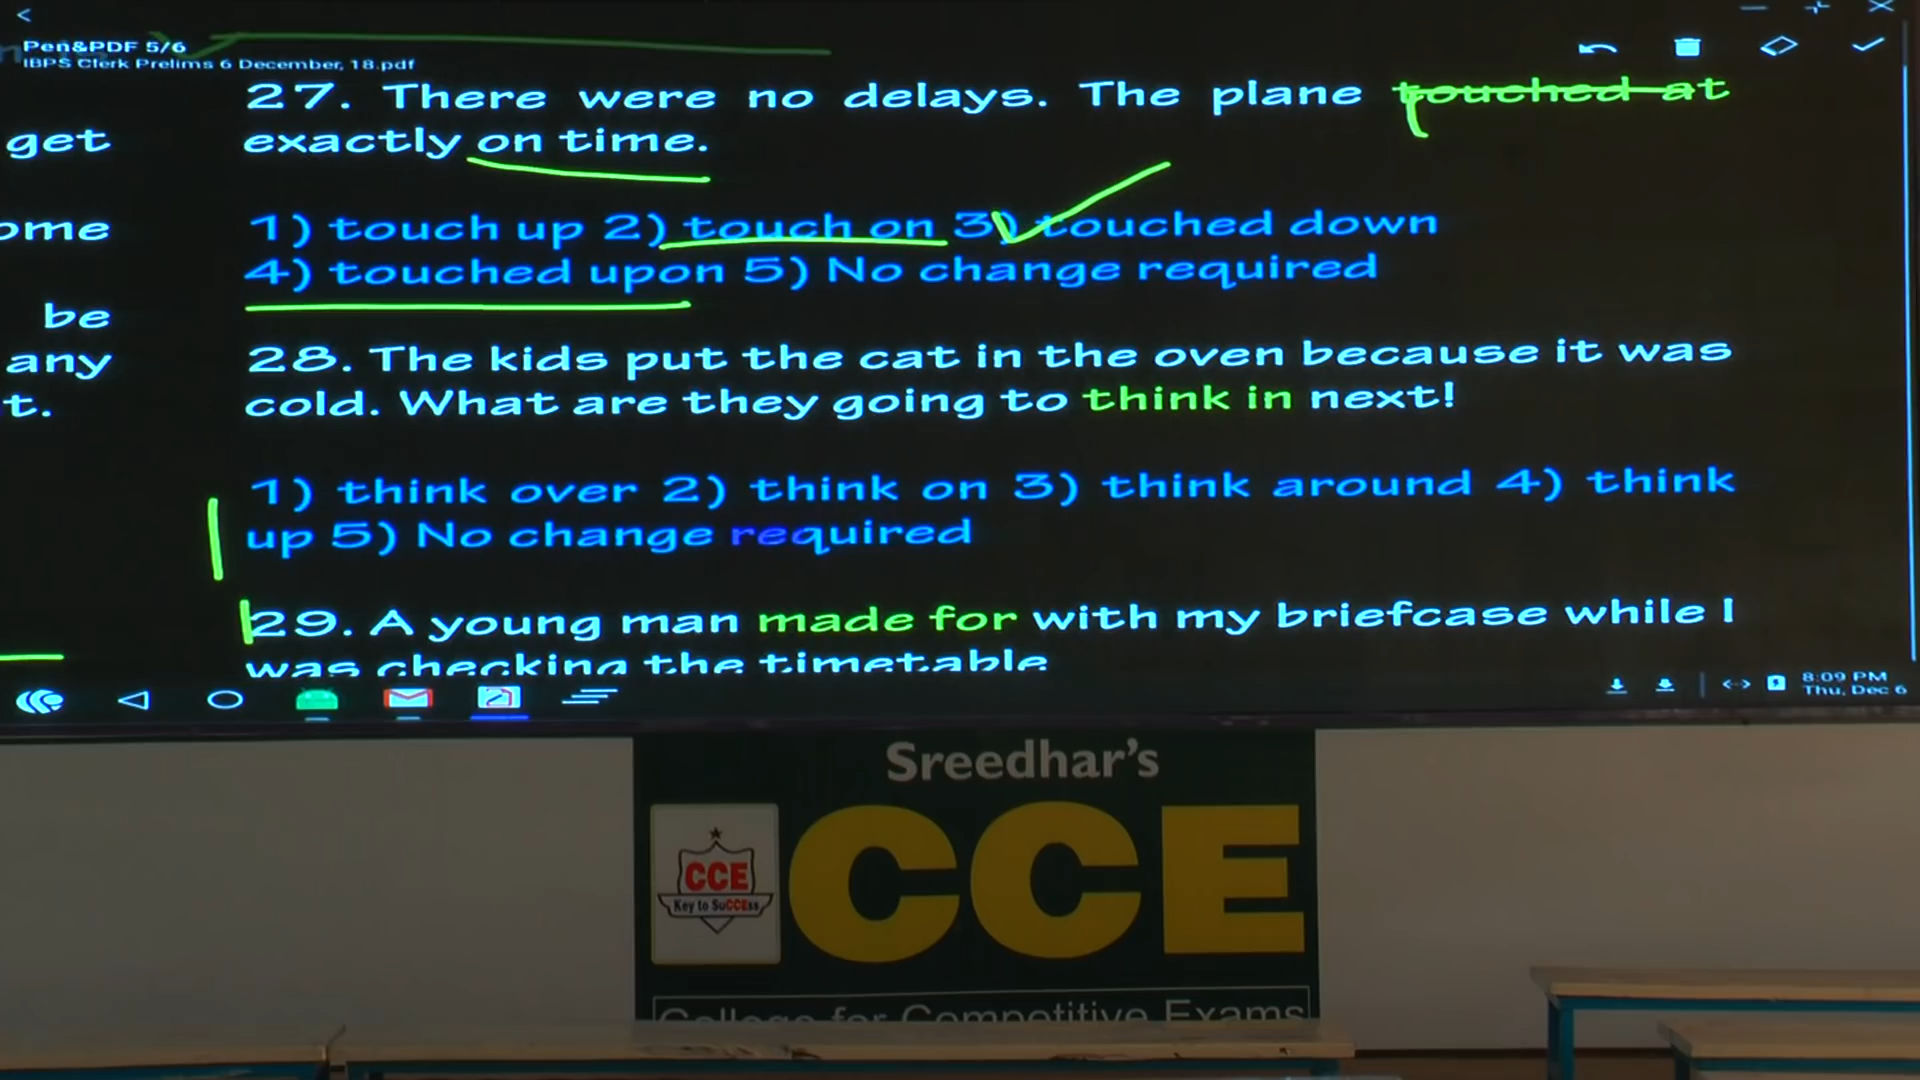 Pen&PDF 5/6
IBPS Clerk Prelims 6 December, 18.pdf
get
ome
be
any
t.
27. There were no delays. The plane touched at
exactly on time.
1) touch up 2) touch on 3) touched down
4) touched upon 5) No change required
28. The kids put the cat in the oven because it was
cold. What are they going to think in next!
1) think over 2) think on 3) think around 4) think
up 5) No change required
29. A young man made for with my briefcase while I
was checking the timetable
8:09 PM
Thu, Dec 6
Sreedhar's
CCE
CCE
Key to SuCCEss
College for Competitive Exams